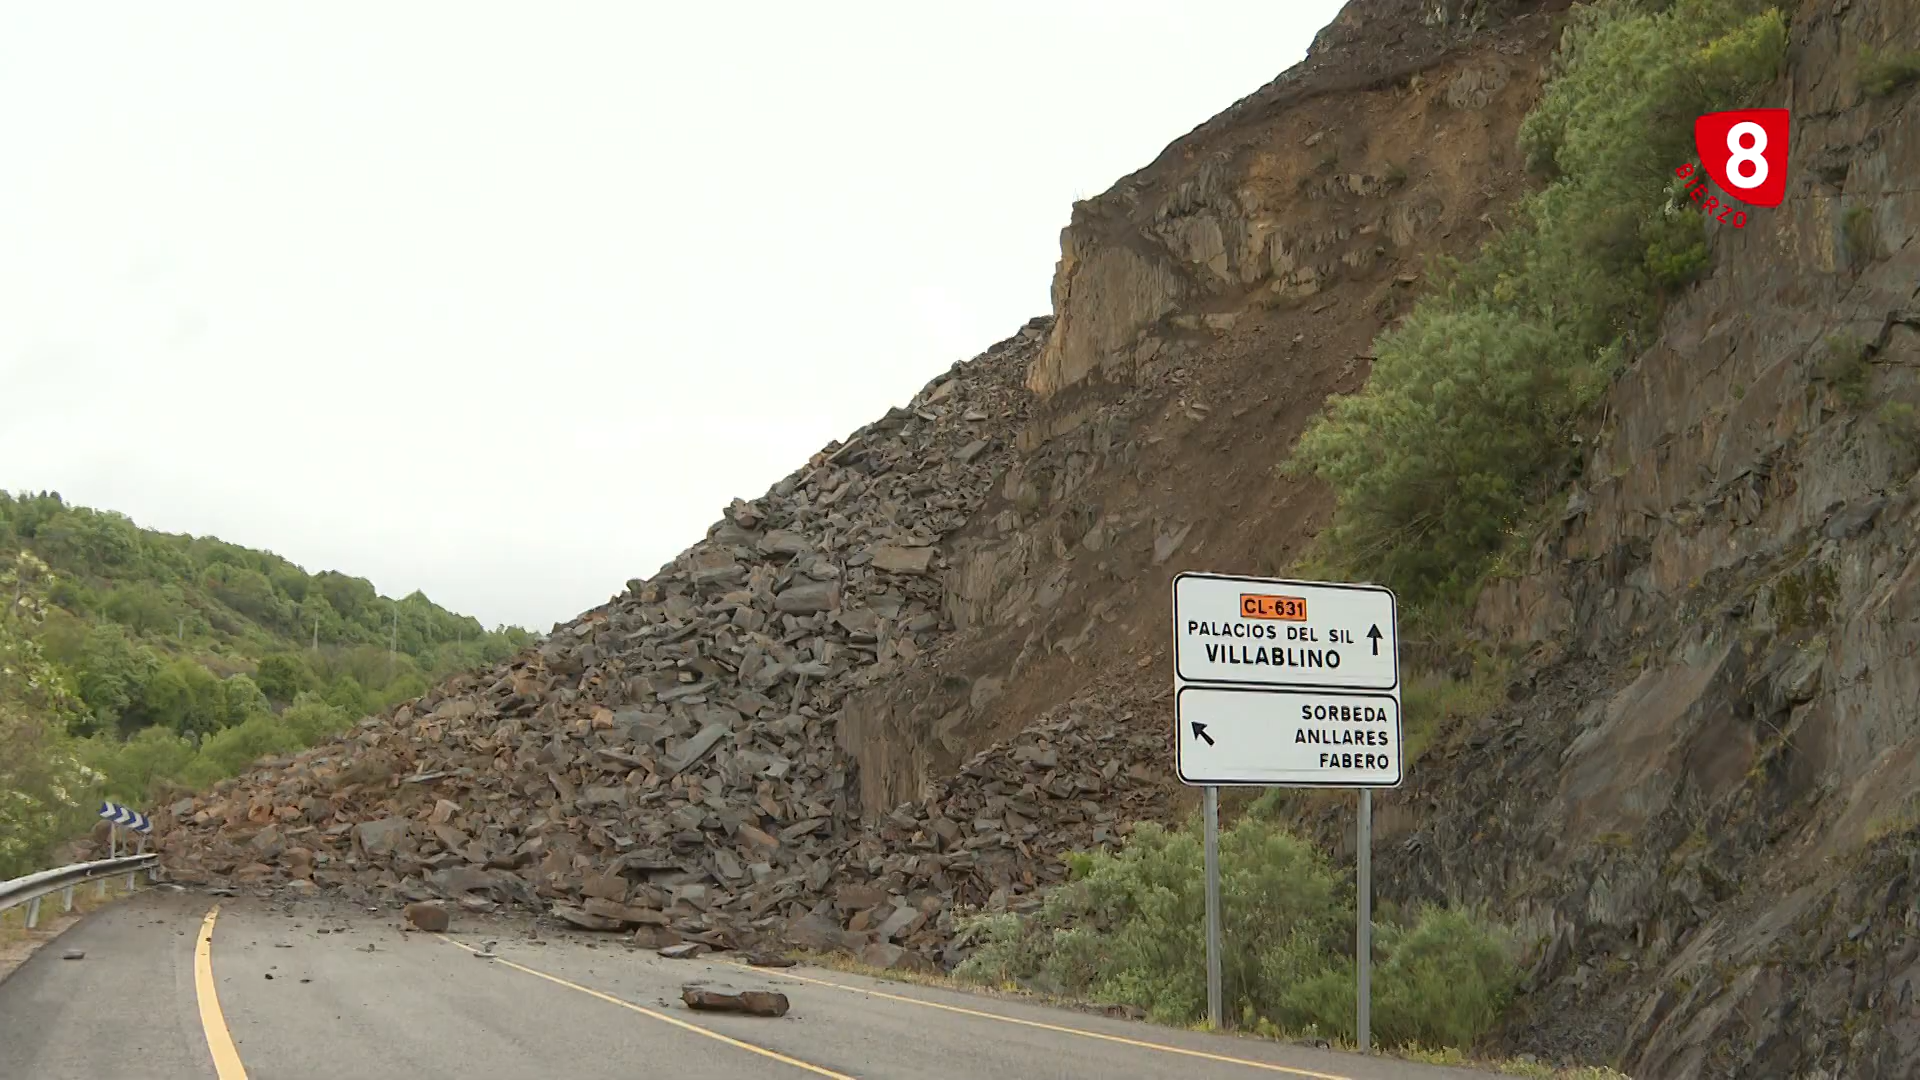 8
BIERZO
CL-631
PALACIOS DEL SIL
VILLABLINO
SORBEDA
ANLLARES
FABERO